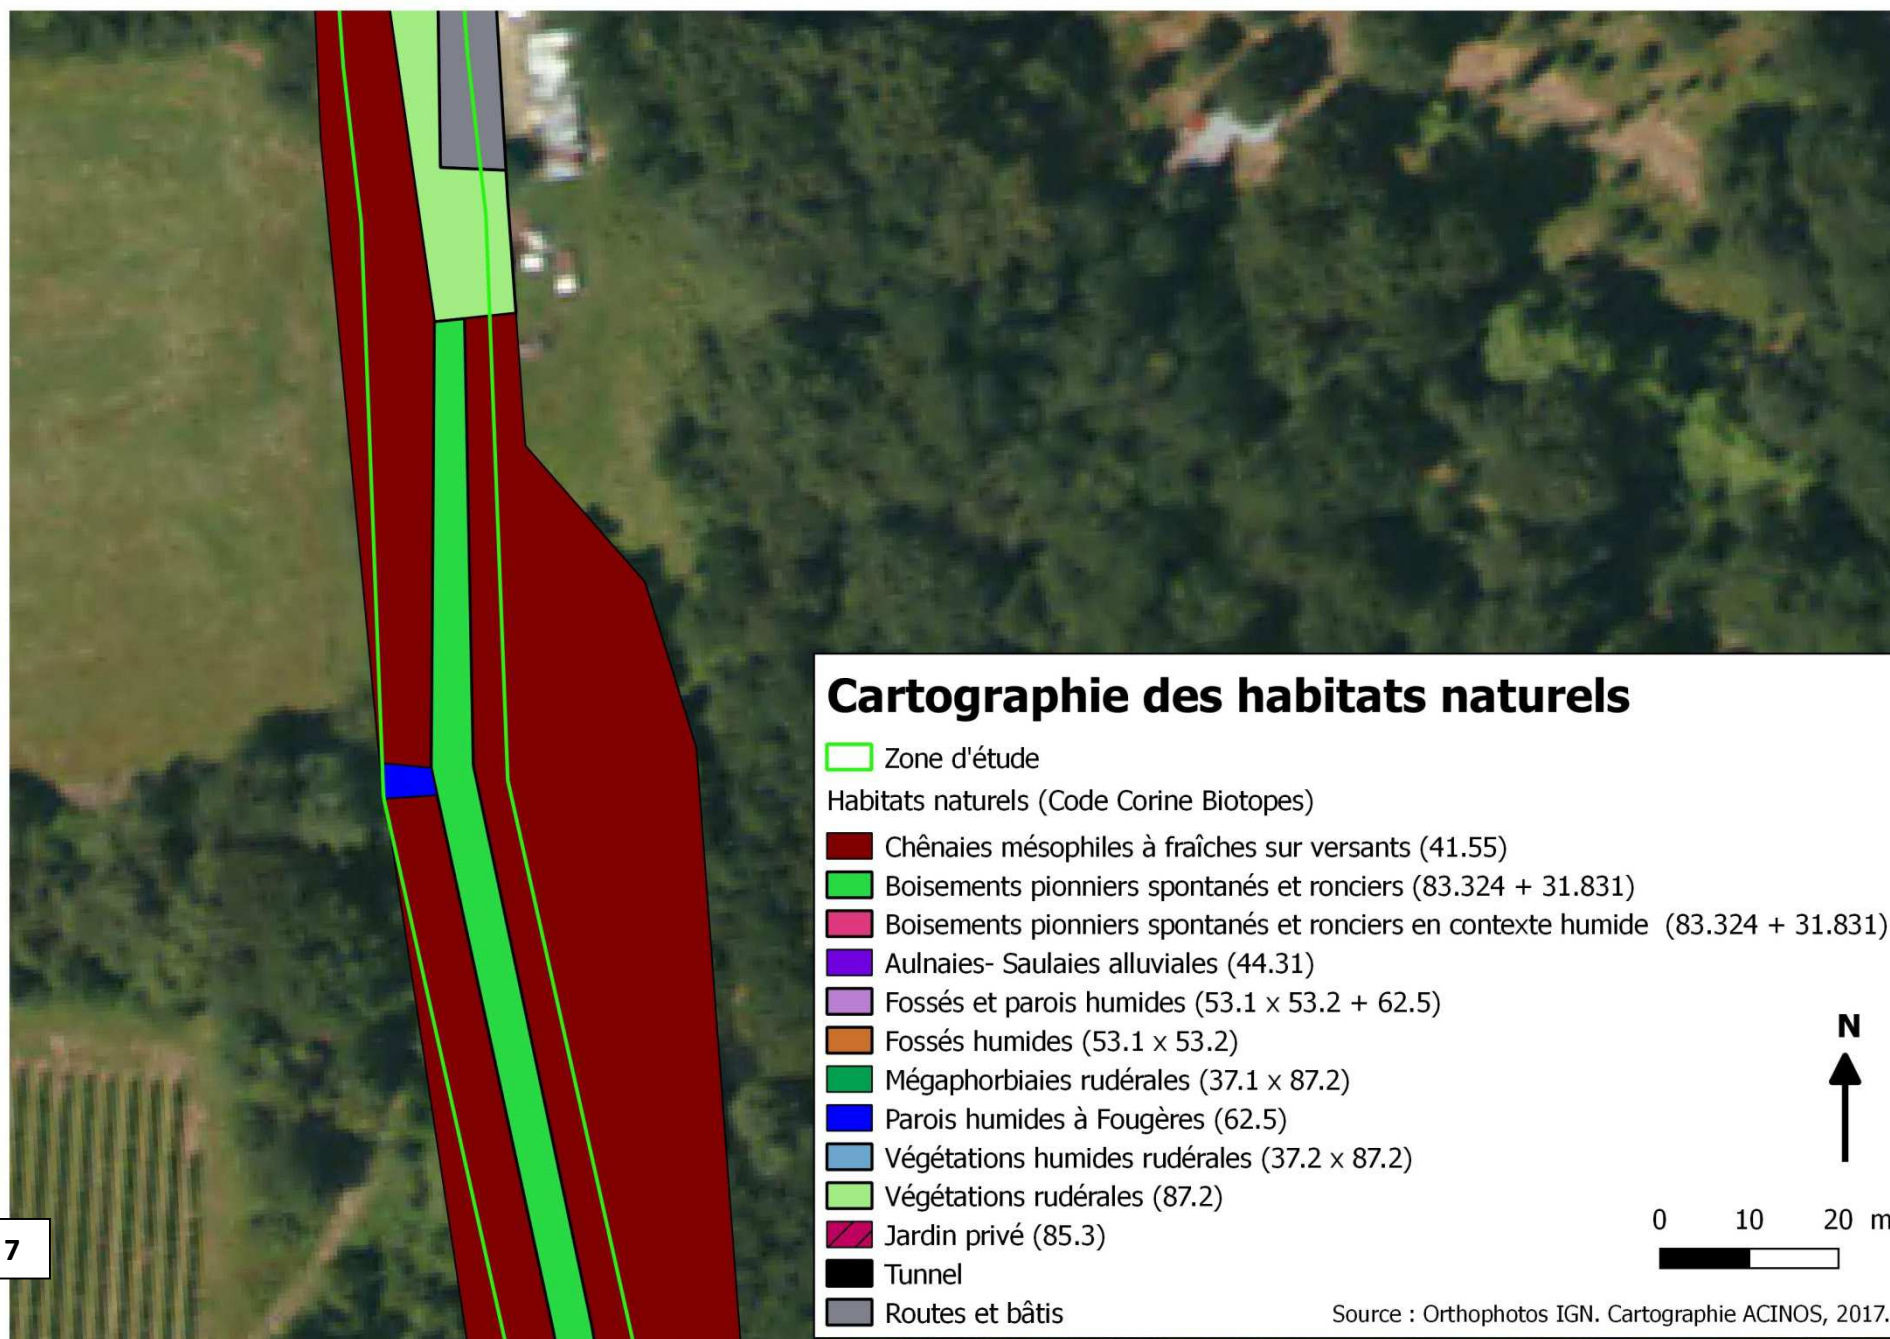 Cartographie des habitats naturels
Zone d'étude
Habitats naturels (Code Corine Biotopes)
Chênaies mésophiles à fraîches sur versants (41.55)
Boisements pionniers spontanés et ronciers (83.324 + 31.831)
Boisements pionniers spontanés et ronciers en contexte humide (83.324 + 31.831)
Aulnaies- Saulaies alluviales (44.31)
Fossés et parois humides (53.1 x 53.2 + 62.5)
Fossés humides (53.1 x 53.2)
Mégaphorbiaies rudérales (37.1 x 87.2)
Parois humides à Fougères (62.5)
Végétations humides rudérales (37.2 x 87.2)
Végétations rudérales (87.2)
Jardin privé (85.3)
Tunnel
Routes et bâtis
N
0 10 20 m
Source : Orthophotos IGN. Cartographie ACINOS, 2017.
7